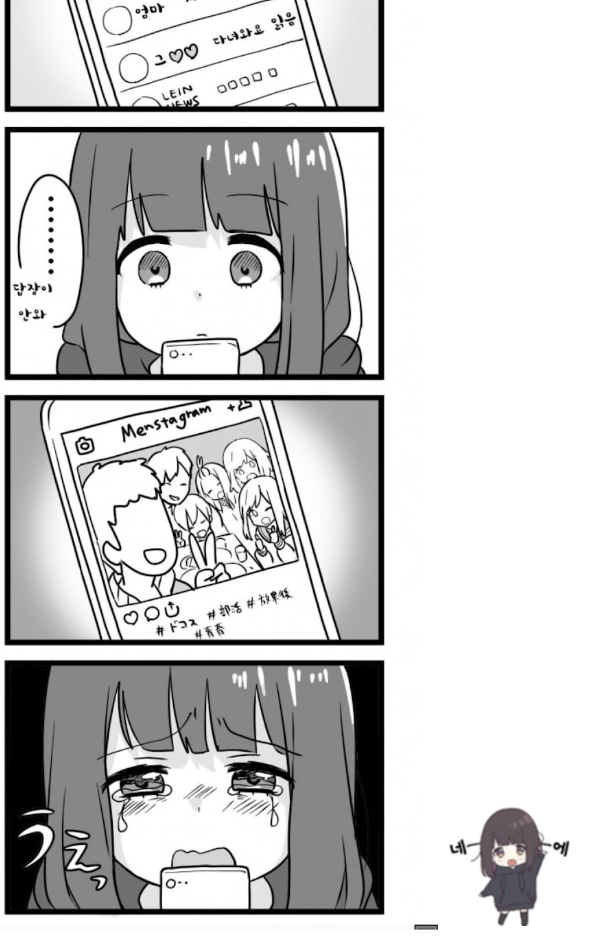 엄마
그♡♡ 다녀와요 읽음
LEIN
NEWS □□□□□
········
답장이
안와
Menstagram
#ドコス #部活 #放課後
#青春
うえっ
네ー에